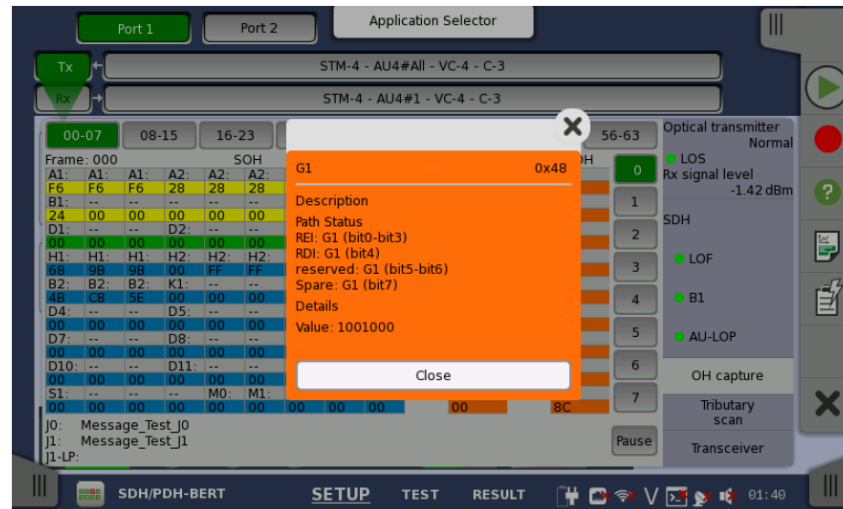 Port 1 Port 2 Application Selector
Tx STM-4 - AU4#All - VC-4 - C-3
Rx STM-4 - AU4#1 - VC-4 - C-3
00-07 08-15 16-23 56-63
Frame: 000 SOH OH
A1: A1: A1: A2: A2: A2:
F6 F6 F6 28 28 28
B1: -- -- -- -- --
24 00 00 00 00 00
D1: -- -- D2: -- --
00 00 00 00 00 00
H1: H1: H1: H2: H2: H2:
68 9B 9B 00 FF FF
B2: B2: B2: K1: -- --
4B C8 5E 00 00 00
D4: -- -- D5: -- --
00 00 00 00 00 00
D7: -- -- D8: -- --
00 00 00 00 00 00
D10: -- -- D11: -- --
00 00 00 00 00 00
S1: -- -- -- M0: M1:
00 00 00 00 00 00 00 00 00 00 8C
J0: Message_Test_J0
J1: Message_Test_J1
J1-LP:
G1 0x48
Description
Path Status
REI: G1 (bit0-bit3)
RDI: G1 (bit4)
reserved: G1 (bit5-bit6)
Spare: G1 (bit7)
Details
Value: 1001000
Close
0
1
2
3
4
5
6
7
Pause
Optical transmitter
Normal
LOS
Rx signal level
-1.42 dBm
SDH
LOF
B1
AU-LOP
OH capture
Tributary
scan
Transceiver
SDH/PDH-BERT SETUP TEST RESULT 01:40